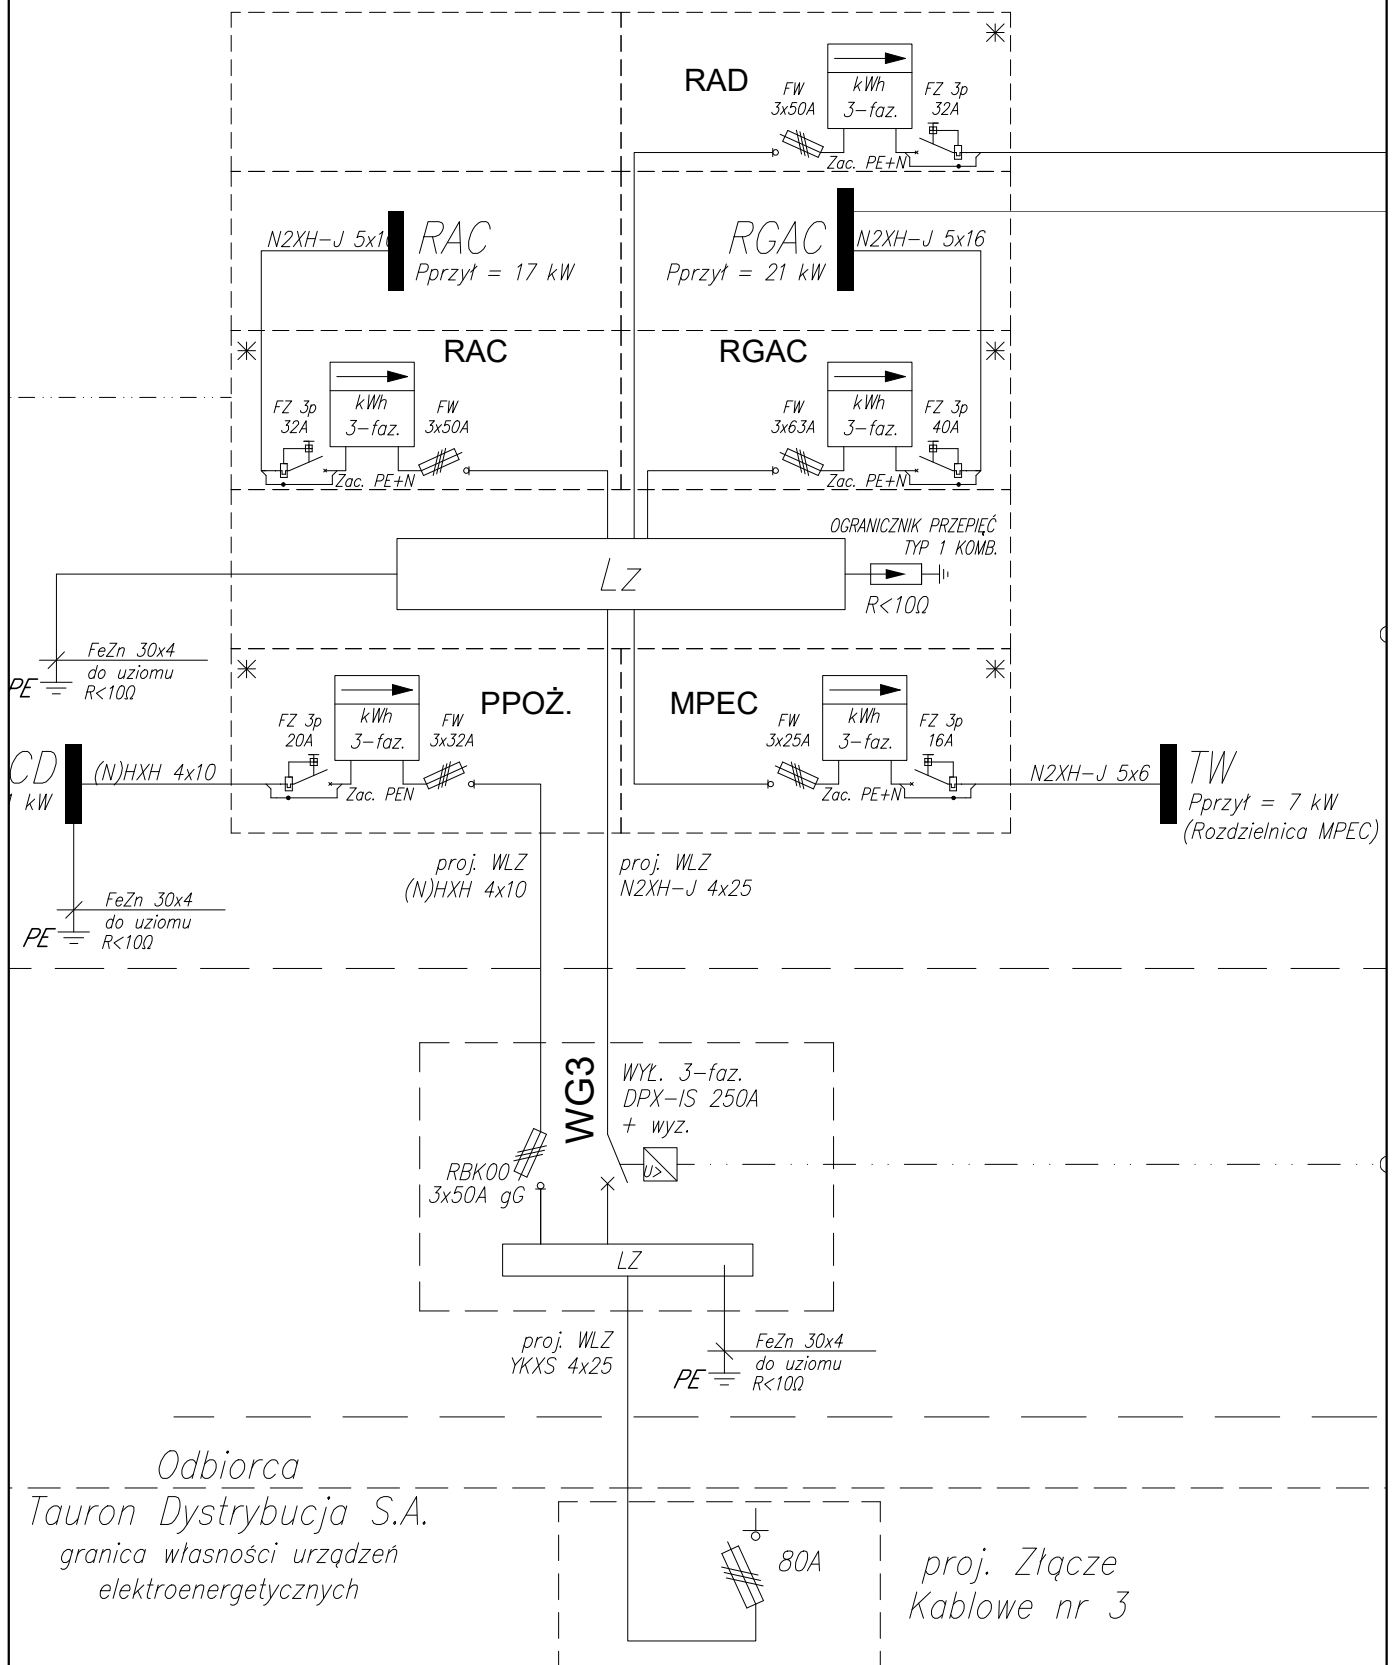 RAD
FW
3x50A
kWh
3-faz.
FZ 3p
32A
Zac. PE+N
N2XH-J 5x16
RAC
Pprzył = 17 kW
RGAC
Pprzył = 21 kW
N2XH-J 5x16
RAC
FZ 3p
32A
kWh
3-faz.
FW
3x50A
Zac. PE+N
RGAC
FW
3x63A
kWh
3-faz.
FZ 3p
40A
Zac. PE+N
OGRANICZNIK PRZEPIĘĆ
TYP 1 KOMB.
LZ
R<10Ω
FeZn 30x4
do uziomu
R<10Ω
PE
PPOŻ.
FZ 3p
20A
kWh
3-faz.
FW
3x32A
Zac. PEN
MPEC
FW
3x25A
kWh
3-faz.
FZ 3p
16A
Zac. PE+N
CD
kW
(N)HXH 4x10
N2XH-J 5x6
TW
Pprzył = 7 kW
(Rozdzielnica MPEC)
proj. WLZ
(N)HXH 4x10
proj. WLZ
N2XH-J 4x25
FeZn 30x4
do uziomu
R<10Ω
PE
WG3
WYŁ. 3-faz.
DPX-IS 250A
+ wyz.
U>
RBK00
3x50A gG
LZ
proj. WLZ
YKXS 4x25
FeZn 30x4
do uziomu
R<10Ω
PE
Odbiorca
Tauron Dystrybucja S.A.
granica własności urządzeń
elektroenergetycznych
80A
proj. Złącze
Kablowe nr 3